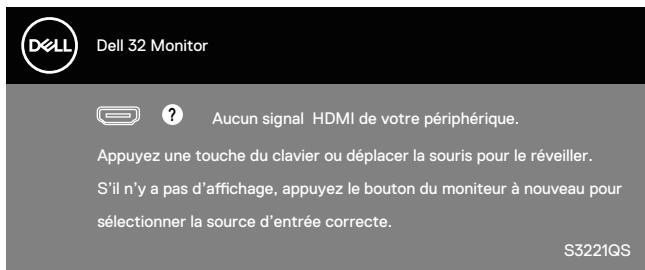 DELL
Dell 32 Monitor
? Aucun signal HDMI de votre périphérique.
Appuyez une touche du clavier ou déplacer la souris pour le réveiller.
S'il n'y a pas d'affichage, appuyez le bouton du moniteur à nouveau pour
sélectionner la source d'entrée correcte.
S3221QS